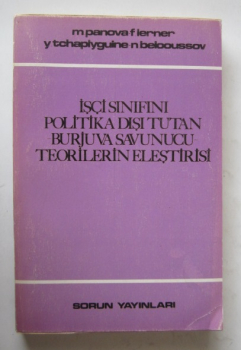 m panova f lerner
y tchaplyguine n belooussov
İŞÇİ SINIFINI
POLİTİKA DIŞI TUTAN
BURJUVA SAVUNUCU
TEORİLERİN ELEŞTİRİSİ
SORUN YAYINLARI